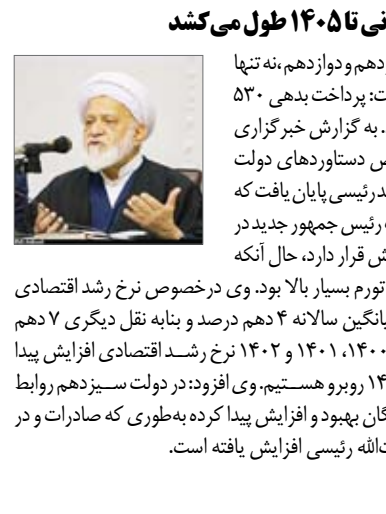 نی تا ۱۴۰۵ طول می‌کشد
دهم و دوازدهم، نه تنها
ت: پرداخت بدهی ۵۳۰
. به گزارش خبرگزاری
ص دستاوردهای دولت
درئیسی پایان یافت که
رئیس جمهور جدید در
ش قرار دارد، حال آنکه
تورم بسیار بالا بود. وی درخصوص نرخ رشد اقتصادی
یانگین سالانه ۴ دهم درصد و بنابه نقل دیگری ۷ دهم
۱۴۰۰، ۱۴۰۱ و ۱۴۰۲ نرخ رشد اقتصادی افزایش پیدا
۱۴ روبرو هستیم. وی افزود: در دولت سیزدهم روابط
گان بهبود و افزایش پیدا کرده به‌طوری که صادرات و در
ت‌الله رئیسی افزایش یافته است.